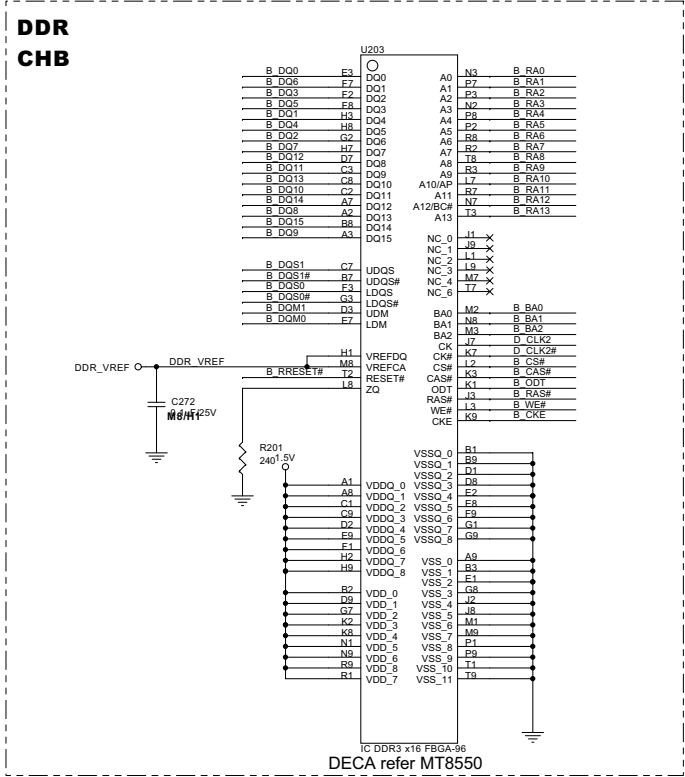 DDR
CHB
U203
B_DQ0 E3 DQ0 A0 N3 B_RA0
B_DQ6 F7 DQ1 A1 P7 B_RA1
B_DQ3 F2 DQ2 A2 P3 B_RA2
B_DQ5 F8 DQ3 A3 N2 B_RA3
B_DQ1 H3 DQ4 A4 P8 B_RA4
B_DQ4 H8 DQ5 A5 P2 B_RA5
B_DQ2 G2 DQ6 A6 R8 B_RA6
B_DQ7 H7 DQ7 A7 R2 B_RA7
B_DQ12 D7 DQ8 A8 T8 B_RA8
B_DQ11 C3 DQ9 A9 R3 B_RA9
B_DQ13 C8 DQ10 A10/AP L7 B_RA10
B_DQ10 C2 DQ11 A11 R7 B_RA11
B_DQ14 A7 DQ12 A12/BC# N7 B_RA12
B_DQ8 A2 DQ13 A13 T3 B_RA13
B_DQ15 B8 DQ14
B_DQ9 A3 DQ15
NC_0 J1
NC_1 J9
NC_2 L1
NC_3 L9
NC_4 M7
NC_6 T7
B_DQS1 C7 UDQS
B_DQS1# B7 UDQS#
B_DQS0 F3 LDQS
B_DQS0# G3 LDQS#
B_DQM1 D3 UDM
B_DQM0 E7 LDM
BA0 M2 B_BA0
BA1 N8 B_BA1
BA2 M3 B_BA2
CK J7 D_CLK2
CK# K7 D_CLK2#
CS# L2 B_CS#
CAS# K3 B_CAS#
ODT K1 B_ODT
RAS# J3 B_RAS#
WE# L3 B_WE#
CKE K9 B_CKE
H1 VREFDQ
DDR_VREF DDR_VREF M8 VREFCA
B_RRESET# T2 RESET#
L8 ZQ
C272
0.1uF/25V
M8/H1
R201
240
1.5V
VSSQ_0 B1
VSSQ_1 B9
VSSQ_2 D1
VSSQ_3 D8
VSSQ_4 E2
VSSQ_5 E8
VSSQ_6 F9
VSSQ_7 G1
VSSQ_8 G9
A1 VDDQ_0
A8 VDDQ_1
C1 VDDQ_2
C9 VDDQ_3
D2 VDDQ_4
E9 VDDQ_5
F1 VDDQ_6
H2 VDDQ_7
H9 VDDQ_8
VSS_0 A9
VSS_1 B3
VSS_2 E1
VSS_3 G8
VSS_4 J2
VSS_5 J8
VSS_6 M1
VSS_7 M9
VSS_8 P1
VSS_9 P9
VSS_10 T1
VSS_11 T9
B2 VDD_0
D9 VDD_1
G7 VDD_2
K2 VDD_3
K8 VDD_4
N1 VDD_5
N9 VDD_6
R9 VDD_8
R1 VDD_7
IC DDR3 x16 FBGA-96
DECA refer MT8550